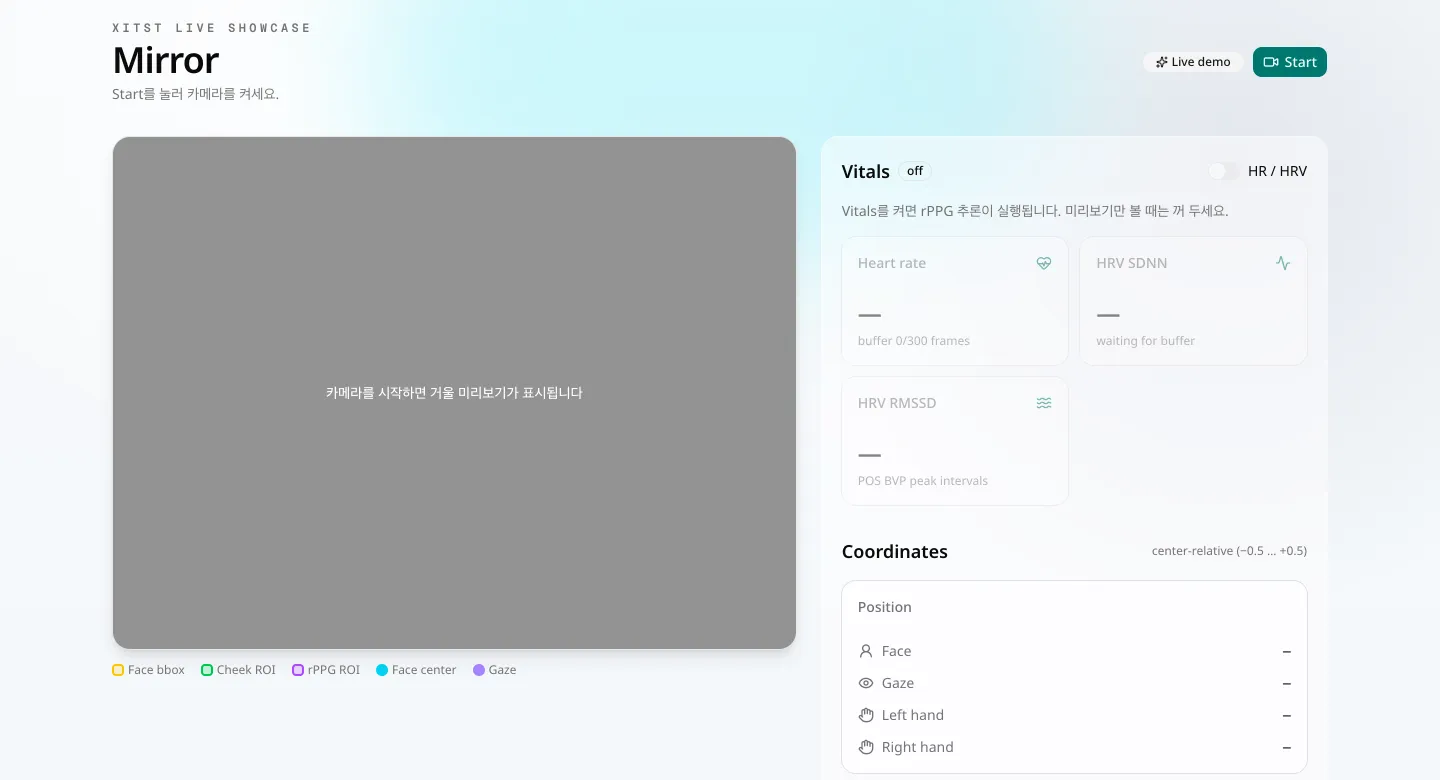 XITST LIVE SHOWCASE
Mirror
Start를 눌러 카메라를 켜세요.
Live demo
Start
카메라를 시작하면 거울 미리보기가 표시됩니다
Face bbox
Cheek ROI
rPPG ROI
Face center
Gaze
Vitals
off
HR / HRV
Vitals를 켜면 rPPG 추론이 실행됩니다. 미리보기만 볼 때는 꺼 두세요.
Heart rate
—
buffer 0/300 frames
HRV SDNN
—
waiting for buffer
HRV RMSSD
—
POS BVP peak intervals
Coordinates
center-relative (−0.5 … +0.5)
Position
Face –
Gaze –
Left hand –
Right hand –